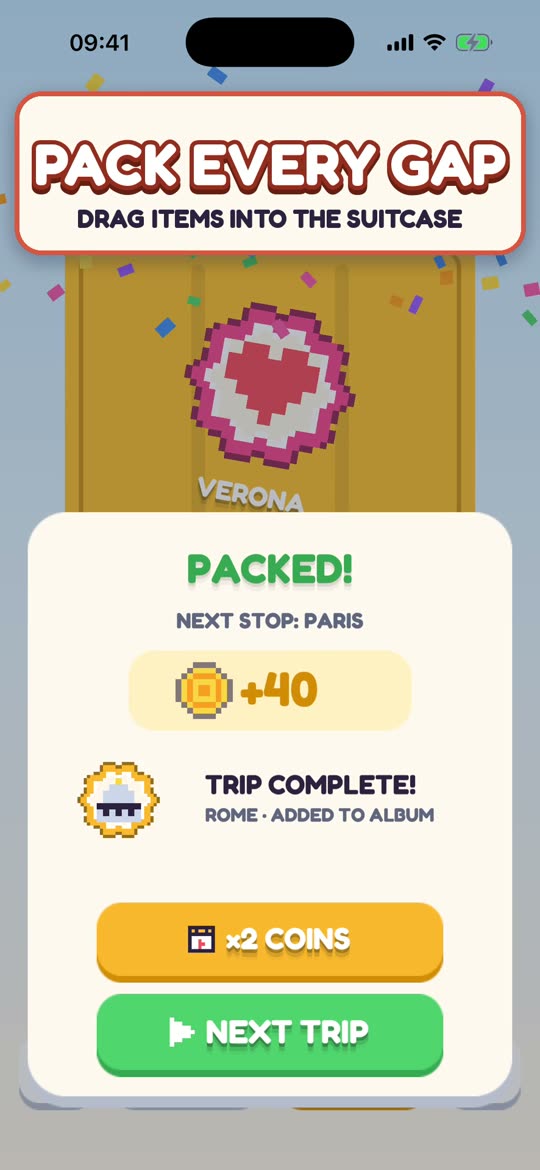 09:41
PACK EVERY GAP
DRAG ITEMS INTO THE SUITCASE
VERONA
PACKED!
NEXT STOP: PARIS
+40
TRIP COMPLETE!
ROME · ADDED TO ALBUM
x2 COINS
NEXT TRIP